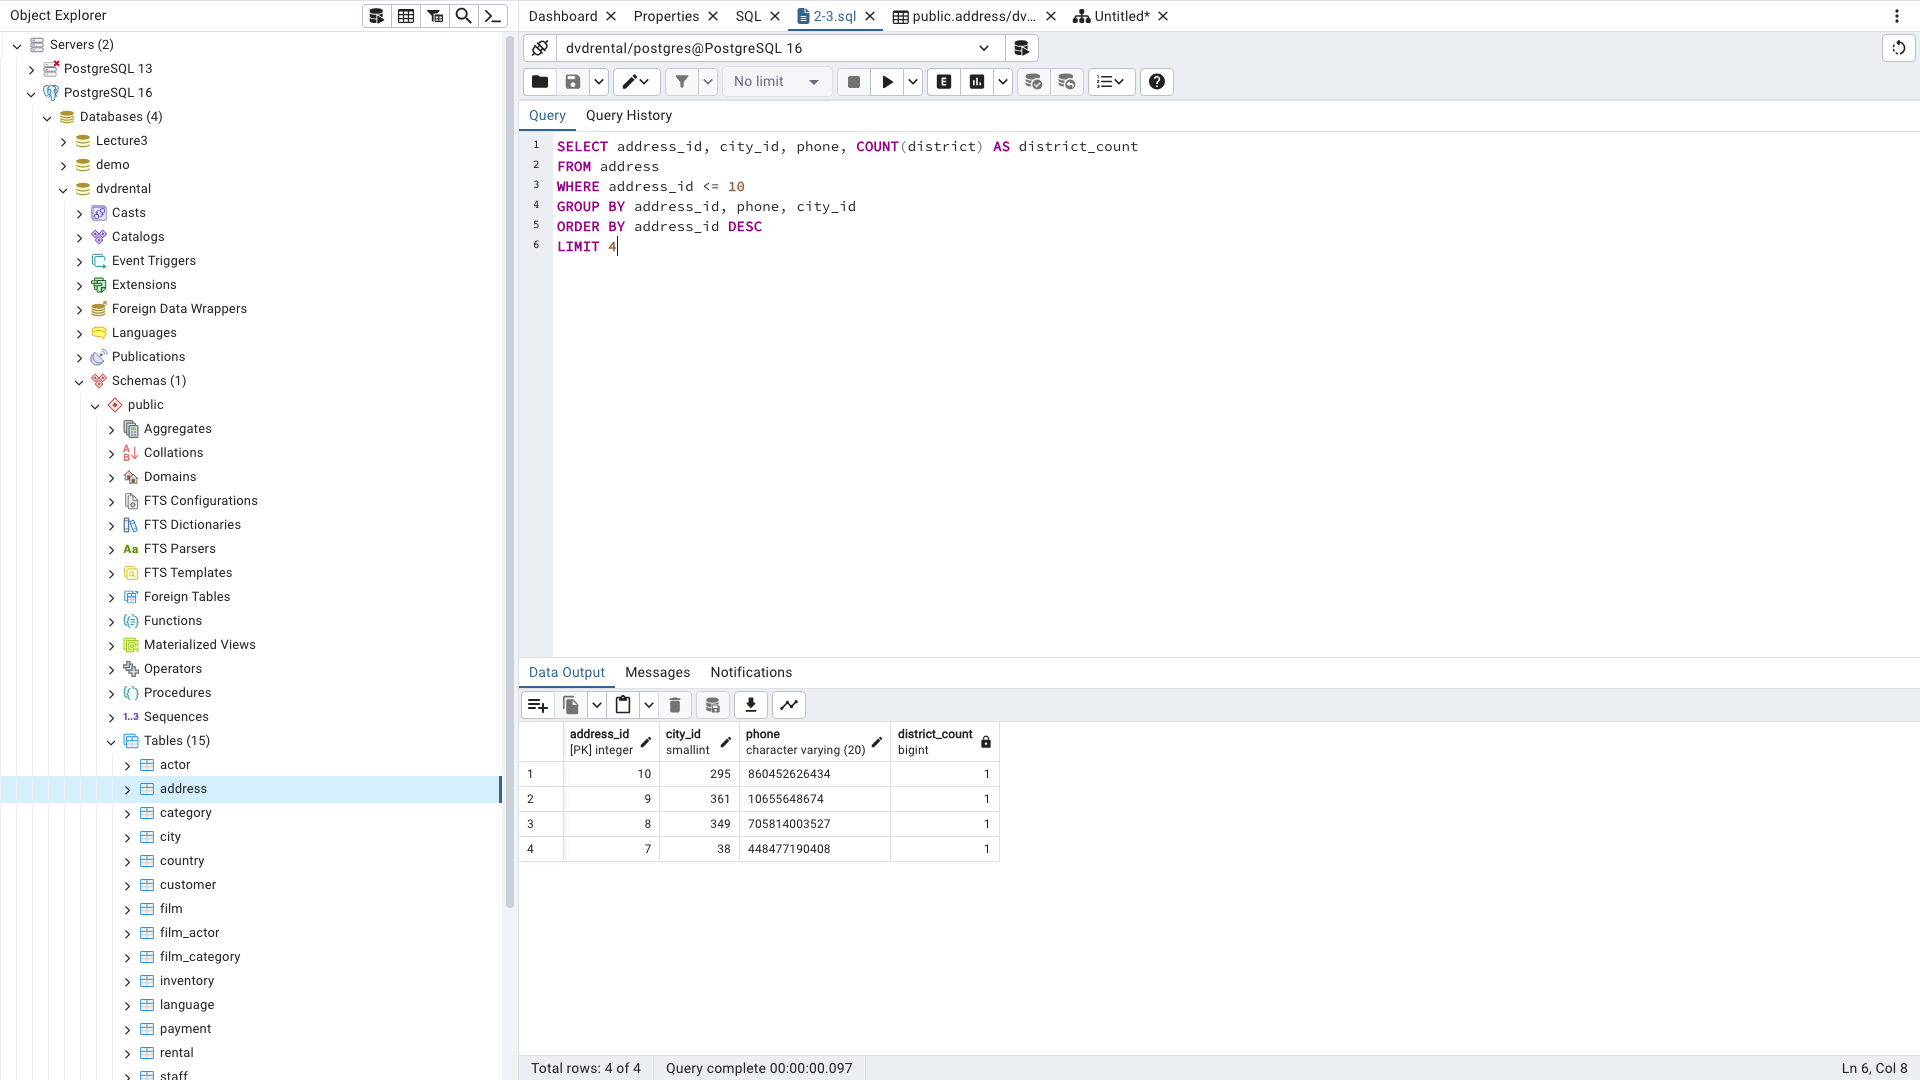 Object Explorer
Servers (2)
PostgreSQL 13
PostgreSQL 16
Databases (4)
Lecture3
demo
dvdrental
Casts
Catalogs
Event Triggers
Extensions
Foreign Data Wrappers
Languages
Publications
Schemas (1)
public
Aggregates
Collations
Domains
FTS Configurations
FTS Dictionaries
Aa FTS Parsers
FTS Templates
Foreign Tables
Functions
Materialized Views
Operators
Procedures
1..3 Sequences
Tables (15)
actor
address
category
city
country
customer
film
film_actor
film_category
inventory
language
payment
rental
staff
Dashboard Properties SQL 2-3.sql public.address/dv... Untitled*
dvdrental/postgres@PostgreSQL 16
No limit E
Query Query History
1 SELECT address_id, city_id, phone, COUNT(district) AS district_count
2 FROM address
3 WHERE address_id <= 10
4 GROUP BY address_id, phone, city_id
5 ORDER BY address_id DESC
6 LIMIT 4
Data Output Messages Notifications
address_id city_id phone district_count
[PK] integer smallint character varying (20) bigint
1 10 295 860452626434 1
2 9 361 10655648674 1
3 8 349 705814003527 1
4 7 38 448477190408 1
Total rows: 4 of 4 Query complete 00:00:00.097 Ln 6, Col 8